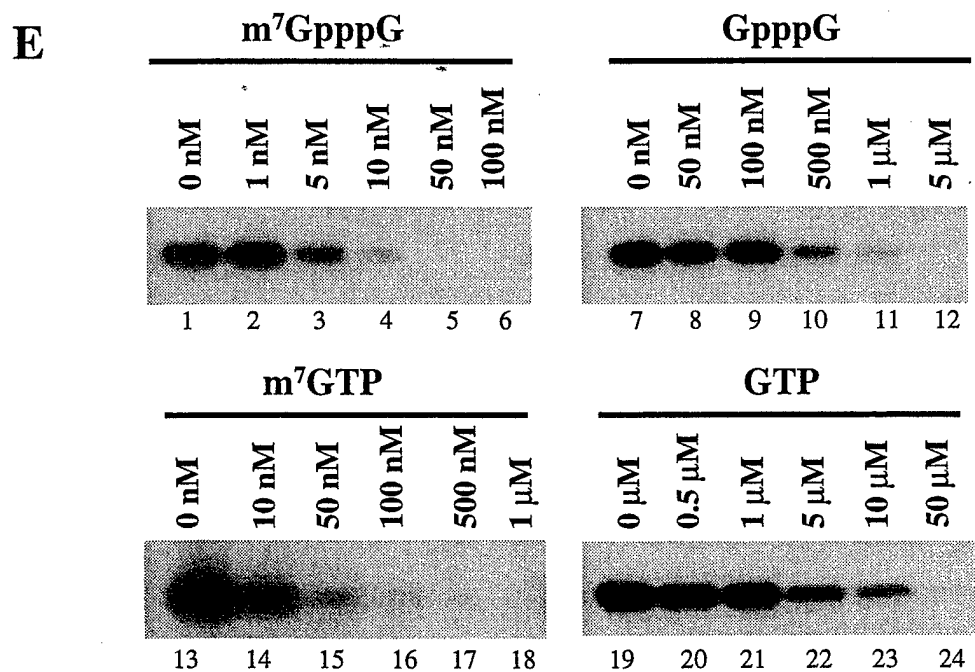 E
m⁷GpppG
GpppG
0 nM 1 nM 5 nM 10 nM 50 nM 100 nM
0 nM 50 nM 100 nM 500 nM 1 μM 5 μM
1 2 3 4 5 6
7 8 9 10 11 12
m⁷GTP
GTP
0 nM 10 nM 50 nM 100 nM 500 nM 1 μM
0 μM 0.5 μM 1 μM 5 μM 10 μM 50 μM
13 14 15 16 17 18
19 20 21 22 23 24